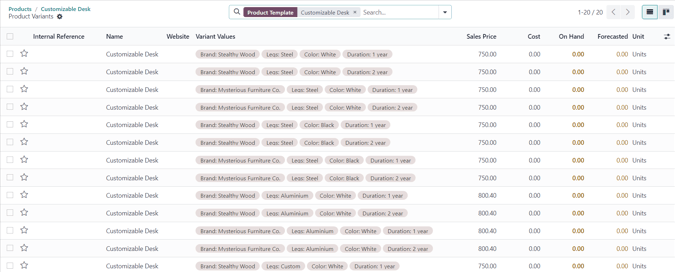 Products / Customizable Desk
Product Variants
Product Template Customizable Desk × Search...
1-20 / 20
Internal Reference Name Website Variant Values Sales Price Cost On Hand Forecasted Unit
Customizable Desk Brand: Stealthy Wood Legs: Steel Color: White Duration: 1 year 750.00 0.00 0.00 0.00 Units
Customizable Desk Brand: Stealthy Wood Legs: Steel Color: White Duration: 2 year 750.00 0.00 0.00 0.00 Units
Customizable Desk Brand: Mysterious Furniture Co. Legs: Steel Color: White Duration: 1 year 750.00 0.00 0.00 0.00 Units
Customizable Desk Brand: Mysterious Furniture Co. Legs: Steel Color: White Duration: 2 year 750.00 0.00 0.00 0.00 Units
Customizable Desk Brand: Stealthy Wood Legs: Steel Color: Black Duration: 1 year 750.00 0.00 0.00 0.00 Units
Customizable Desk Brand: Stealthy Wood Legs: Steel Color: Black Duration: 2 year 750.00 0.00 0.00 0.00 Units
Customizable Desk Brand: Mysterious Furniture Co. Legs: Steel Color: Black Duration: 1 year 750.00 0.00 0.00 0.00 Units
Customizable Desk Brand: Mysterious Furniture Co. Legs: Steel Color: Black Duration: 2 year 750.00 0.00 0.00 0.00 Units
Customizable Desk Brand: Stealthy Wood Legs: Aluminium Color: White Duration: 1 year 800.40 0.00 0.00 0.00 Units
Customizable Desk Brand: Stealthy Wood Legs: Aluminium Color: White Duration: 2 year 800.40 0.00 0.00 0.00 Units
Customizable Desk Brand: Mysterious Furniture Co. Legs: Aluminium Color: White Duration: 1 year 800.40 0.00 0.00 0.00 Units
Customizable Desk Brand: Mysterious Furniture Co. Legs: Aluminium Color: White Duration: 2 year 800.40 0.00 0.00 0.00 Units
Customizable Desk Brand: Stealthy Wood Legs: Custom Color: White Duration: 1 year 750.00 0.00 0.00 0.00 Units